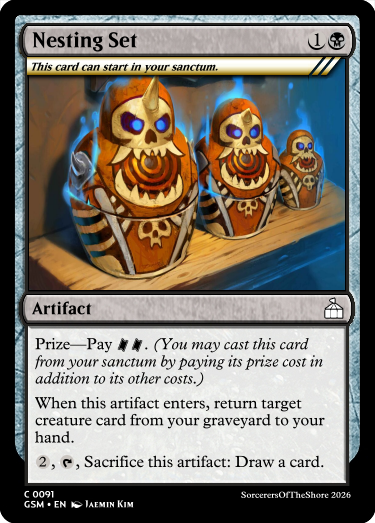 Nesting Set 1
This card can start in your sanctum.
Artifact
Prize—Pay. (You may cast this card
from your sanctum by paying its prize cost in
addition to its other costs.)
When this artifact enters, return target
creature card from your graveyard to your
hand.
2, , Sacrifice this artifact: Draw a card.
C 0091
GSM • EN Jaemin Kim
SorcerersOfTheShore 2026